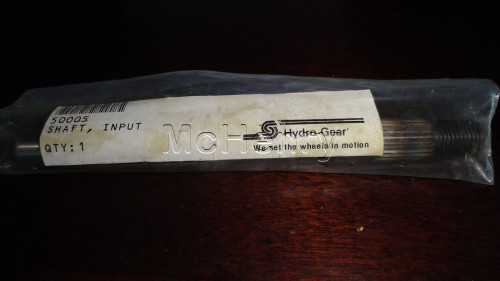 50005
SHAFT, INPUT
QTY: 1
Hydro-Gear
We set the wheels in motion